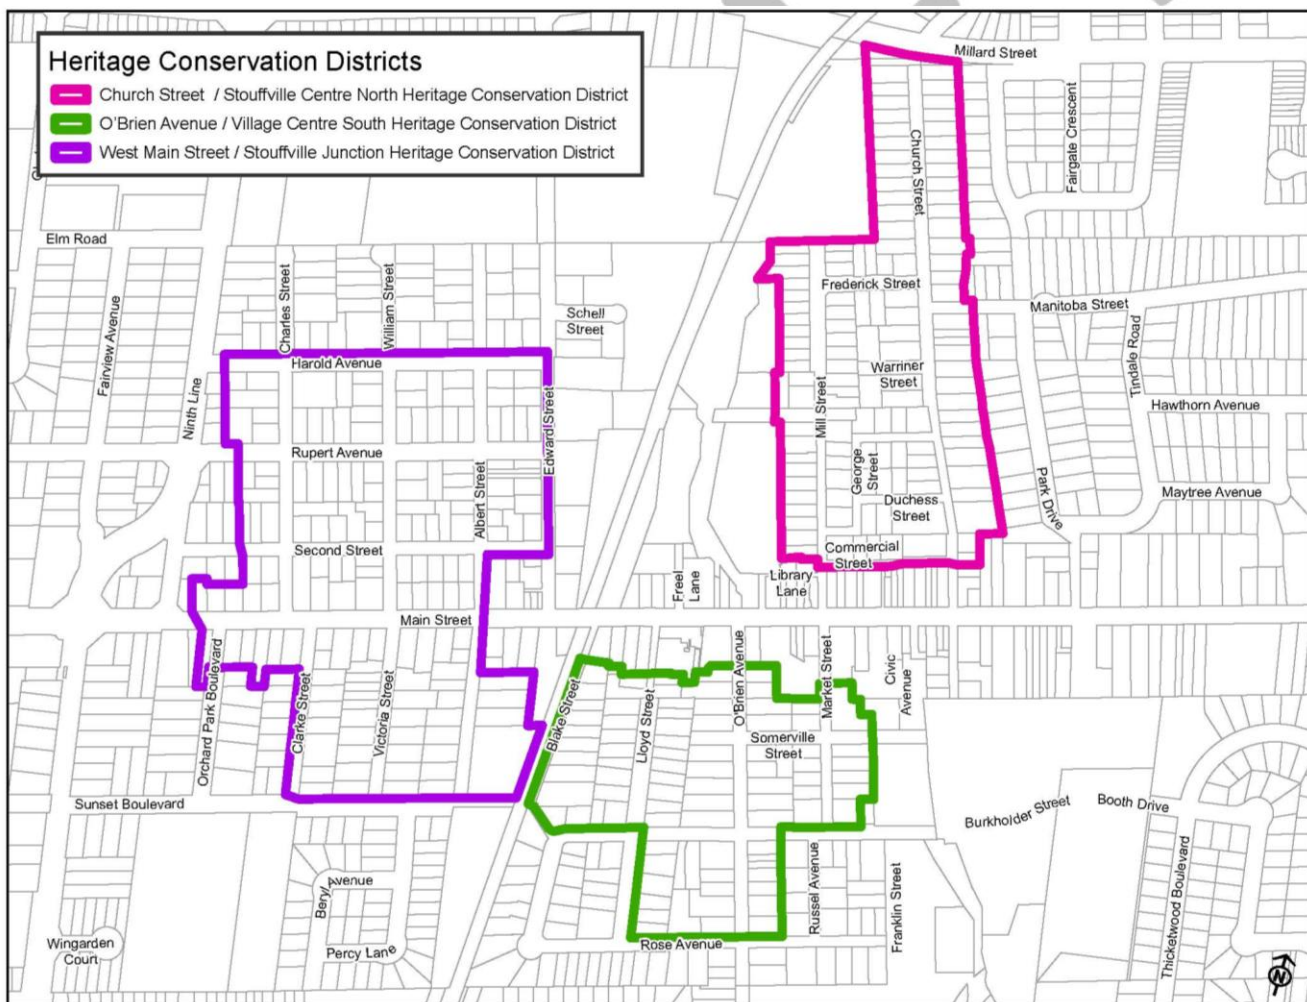 Heritage Conservation Districts
Church Street / Stouffville Centre North Heritage Conservation District
O'Brien Avenue / Village Centre South Heritage Conservation District
West Main Street / Stouffville Junction Heritage Conservation District
Millard Street
Fairgate Crescent
Church Street
Elm Road
Charles Street
William Street
Frederick Street
Manitoba Street
Schell
Street
Fairview Avenue
Tindale Road
Harold Avenue
Warriner
Street
Ninth Line
Mill Street
Hawthorn Avenue
Edward Street
Rupert Avenue
George
Street
Albert Street
Park Drive
Maytree Avenue
Duchess
Street
Second Street
Commercial
Street
Freel
Lane
Library
Lane
Main Street
Orchard Park Boulevard
Clarke Street
Victoria Street
Blake Street
Lloyd Street
O'Brien Avenue
Market Street
Civic
Avenue
Somerville
Street
Sunset Boulevard
Burkholder Street
Booth Drive
Beryl Avenue
Russel Avenue
Franklin Street
Thicketwood Boulevard
Wingarden
Court
Percy Lane
Rose Avenue
N